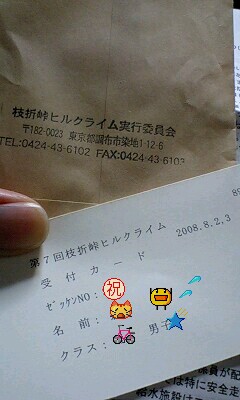 枝折峠ヒルクライム実行委員会
〒182-0023 東京都調布市染地1-12-6
TEL:0424-43-6102 FAX:0424-43-6103
第7回枝折峠ヒルクライム 2008.8.2,3
受付カード
ゼッケンNO:
祝
名前:
クラス: 男子